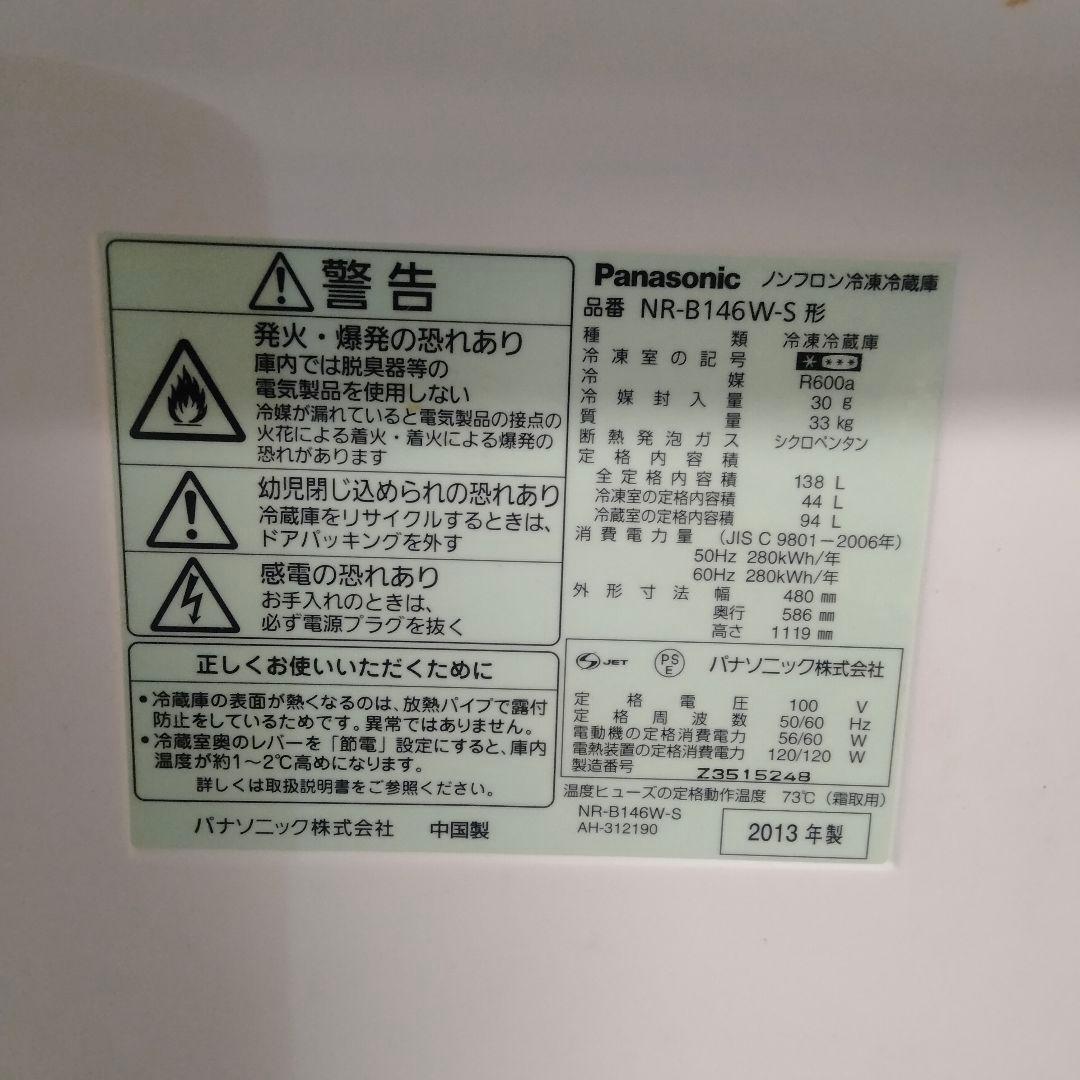 警告
発火・爆発の恐れあり
庫内では脱臭器等の
電気製品を使用しない
冷媒が漏れていると電気製品の接点の
火花による着火・着火による爆発の
恐れがあります
幼児閉じ込められの恐れあり
冷蔵庫をリサイクルするときは、
ドアパッキングを外す
感電の恐れあり
お手入れのときは、
必ず電源プラグを抜く
正しくお使いいただくために
•冷蔵庫の表面が熱くなるのは、放熱パイプで露付
防止をしているためです。異常ではありません。
•冷蔵室奥のレバーを「節電」設定にすると、庫内
温度が約1〜2℃高めになります。
詳しくは取扱説明書をご参照ください。
パナソニック株式会社 中国製
Panasonic ノンフロン冷凍冷蔵庫
品番 NR-B146W-S 形
種類 冷凍冷蔵庫
冷凍室の記号
冷媒 R600a
冷媒封入量 30 g
質量 33 kg
断熱発泡ガス シクロペンタン
定格内容積
全定格内容積 138 L
冷凍室の定格内容積 44 L
冷蔵室の定格内容積 94 L
消費電力量 (JIS C 9801-2006年)
50Hz 280kWh/年
60Hz 280kWh/年
外形寸法 幅 480 mm
奥行 586 mm
高さ 1119 mm
S JET PS E パナソニック株式会社
定格電圧 100 V
定格周波数 50/60 Hz
電動機の定格消費電力 56/60 W
電熱装置の定格消費電力 120/120 W
製造番号 Z3515248
温度ヒューズの定格動作温度 73℃(霜取用)
NR-B146W-S
AH-312190
2013年製